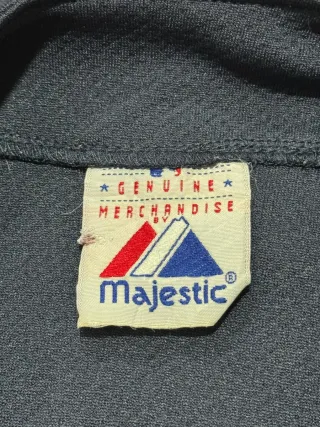 ★ GENUINE ★
MERCHANDISE
BY
Majestic®